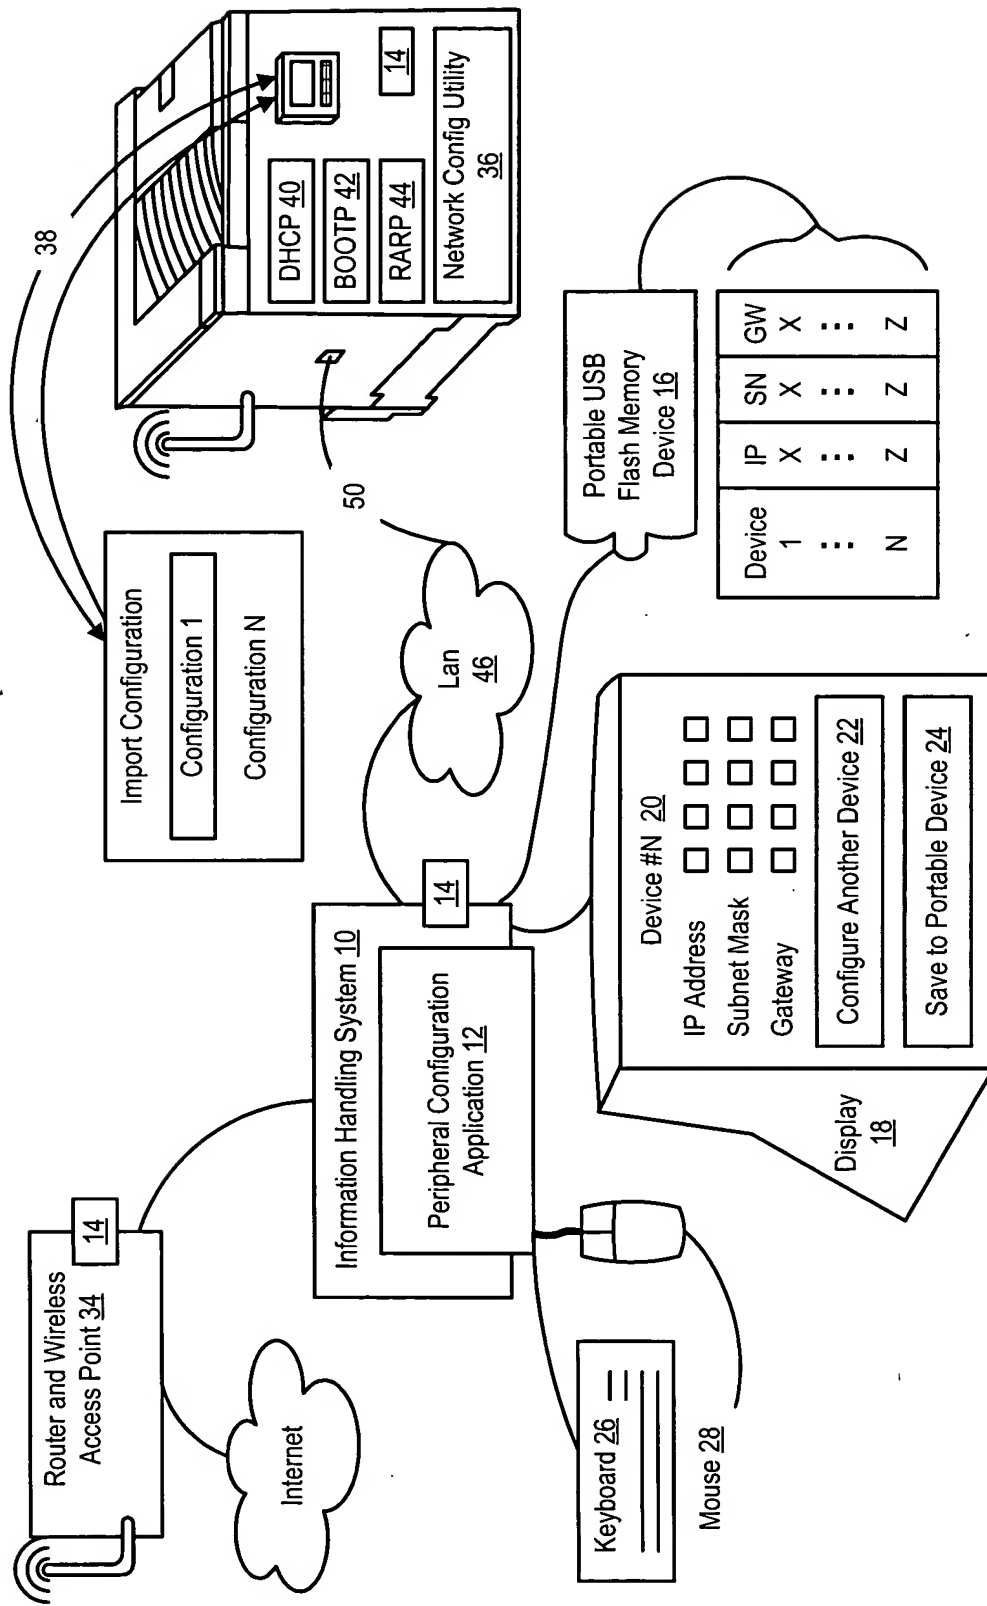 Router and Wireless
Access Point 34
14
Internet
Information Handling System 10
Peripheral Configuration
Application 12
14
Keyboard 26
Mouse 28
Display
18
Device #N 20
IP Address
Subnet Mask
Gateway
Configure Another Device 22
Save to Portable Device 24
Import Configuration
Configuration 1
Configuration N
38
Lan
46
50
DHCP 40
BOOTP 42
RARP 44
14
Network Config Utility
36
Portable USB
Flash Memory
Device 16
Device IP SN GW
1 X X X
⋮ ⋮ ⋮ ⋮
N Z Z Z